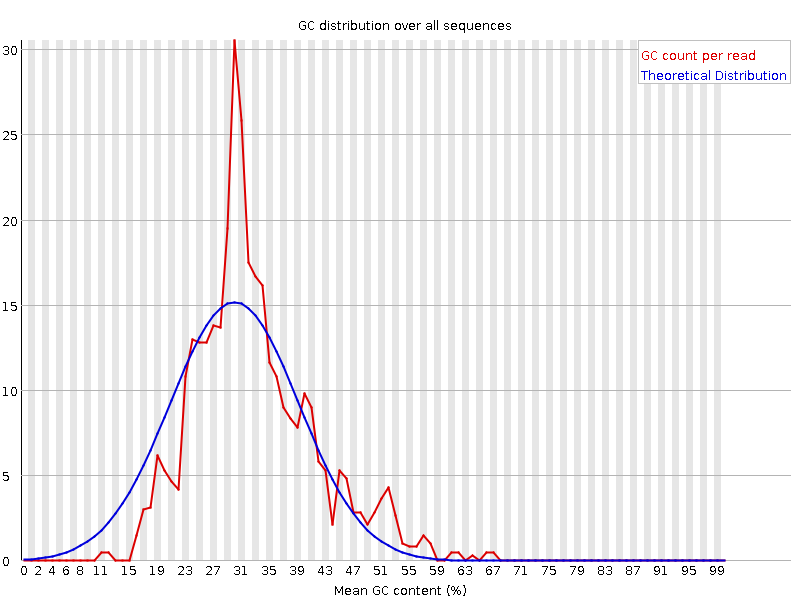 GC distribution over all sequences
GC count per read
Theoretical Distribution
30
25
20
15
10
5
0
0 2 4 6 8 11 15 19 23 27 31 35 39 43 47 51 55 59 63 67 71 75 79 83 87 91 95 99
Mean GC content (%)